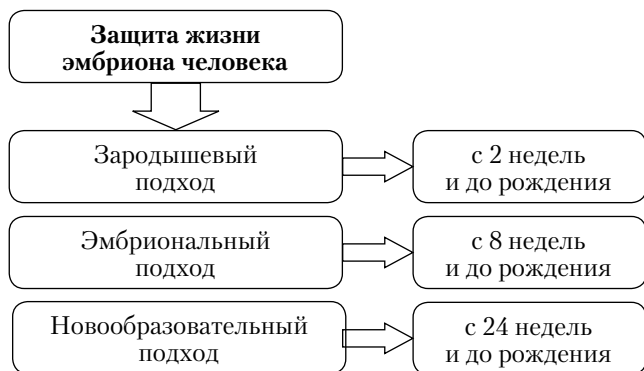 Защита жизни
эмбриона человека
Зародышевый
подход
с 2 недель
и до рождения
Эмбриональный
подход
с 8 недель
и до рождения
Новообразовательный
подход
с 24 недель
и до рождения